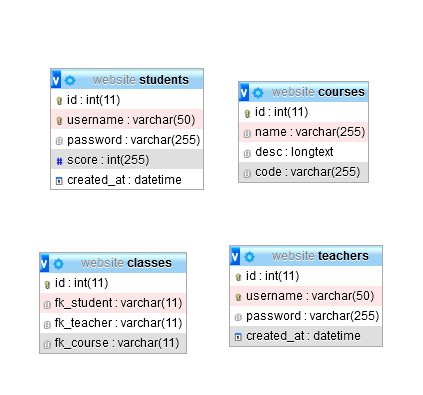 website students
id : int(11)
username : varchar(50)
password : varchar(255)
score : int(255)
created_at : datetime
website courses
id : int(11)
name : varchar(255)
desc : longtext
code : varchar(255)
website classes
id : int(11)
fk_student : varchar(11)
fk_teacher : varchar(11)
fk_course : varchar(11)
website teachers
id : int(11)
username : varchar(50)
password : varchar(255)
created_at : datetime